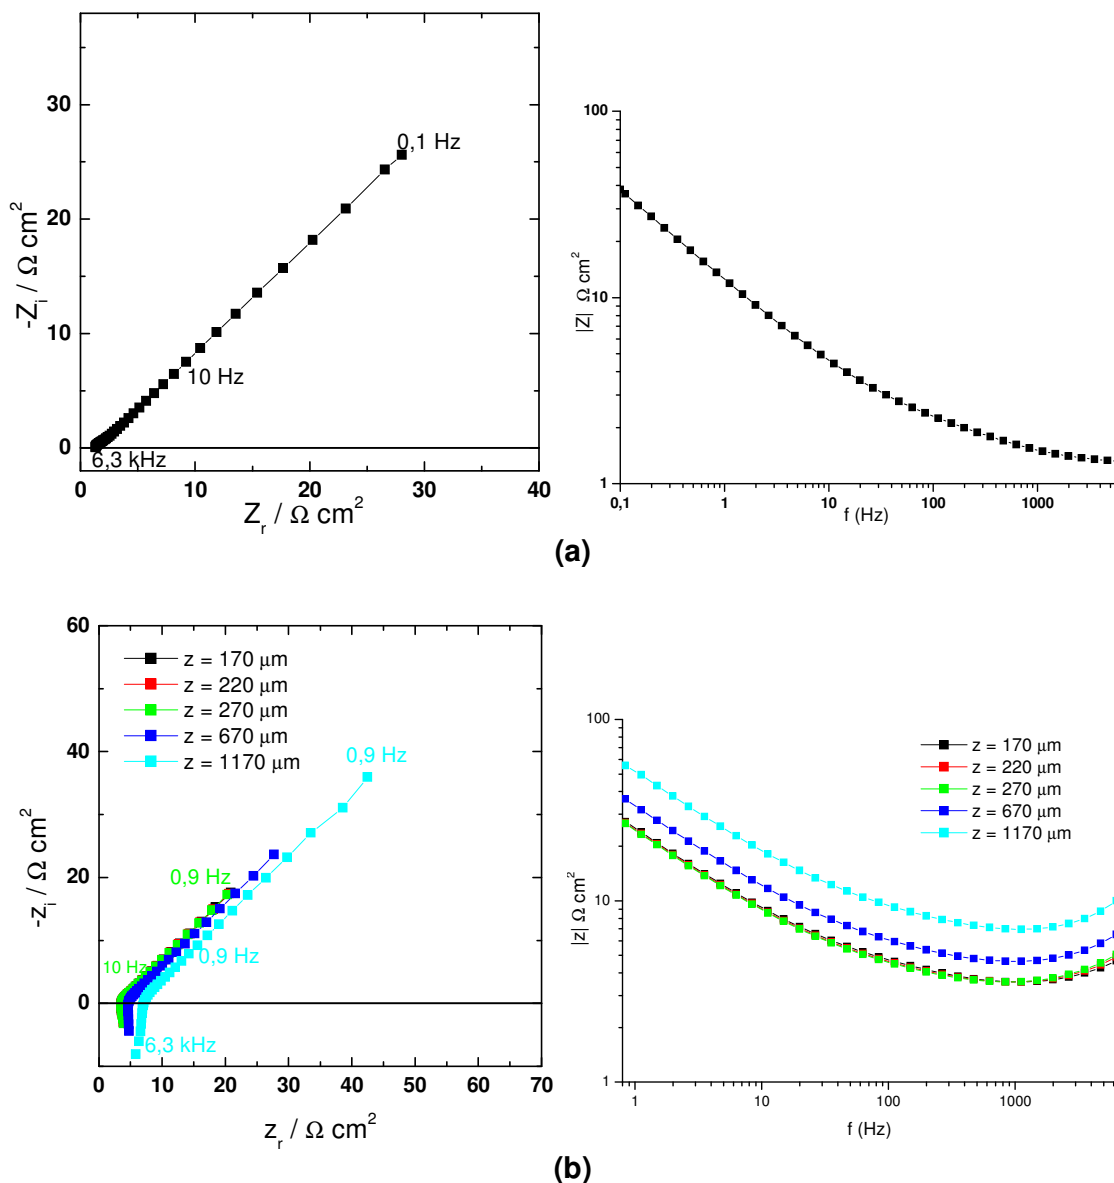 30
20
10
0
-Z_i / Ω cm²
0,1 Hz
10 Hz
6,3 kHz
0 10 20 30 40
Z_r / Ω cm²
100
10
1
|Z| Ω cm²
0,1 1 10 100 1000
f (Hz)
(a)
60
40
20
0
-z_i / Ω cm²
z = 170 μm
z = 220 μm
z = 270 μm
z = 670 μm
z = 1170 μm
0,9 Hz
0,9 Hz
10 Hz
0,9 Hz
6,3 kHz
0 10 20 30 40 50 60 70
z_r / Ω cm²
100
10
1
|z| Ω cm²
z = 170 μm
z = 220 μm
z = 270 μm
z = 670 μm
z = 1170 μm
1 10 100 1000
f (Hz)
(b)